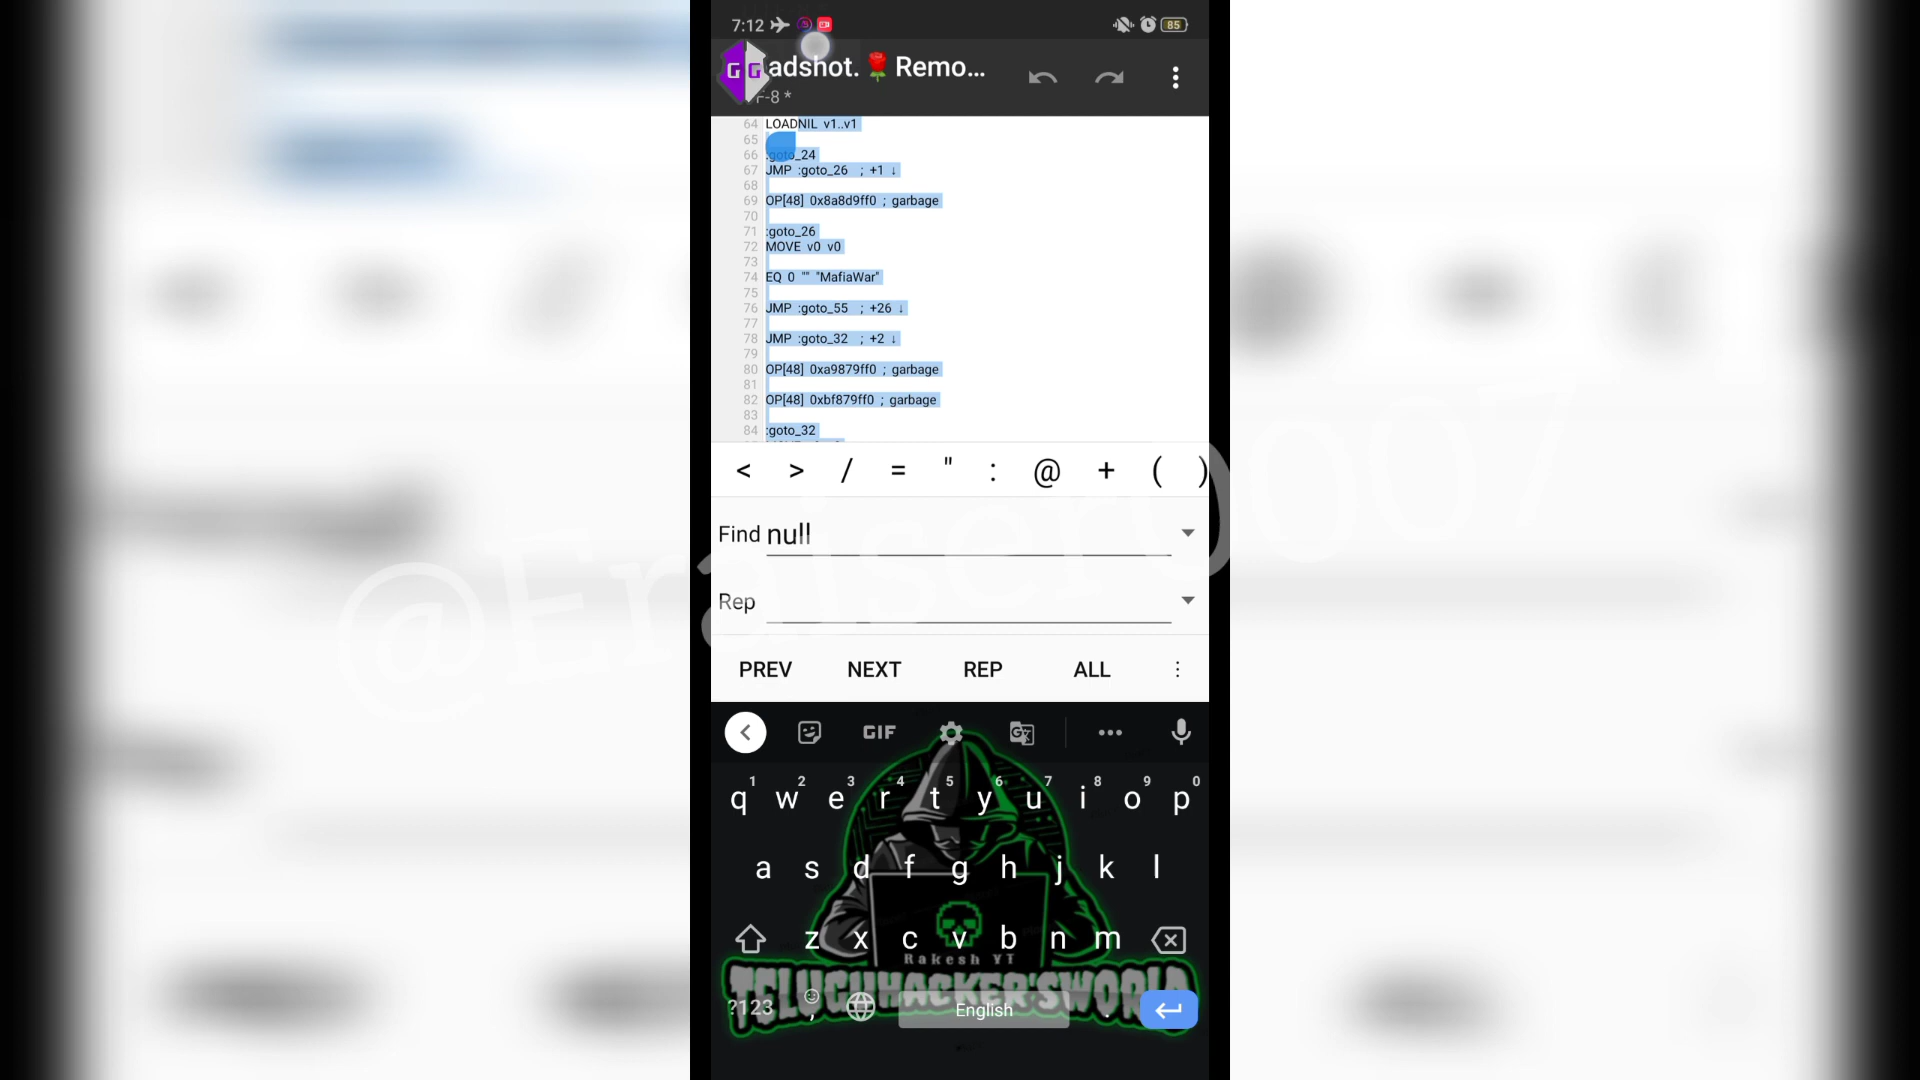 7:12
85
GG
adshot.🌹Remo...
F-8 *
64 LOADNIL v1..v1
65
66 :goto_24
67 JMP :goto_26 ; +1 ↓
68
69 OP[48] 0x8a8d9ff0 ; garbage
70
71 :goto_26
72 MOVE v0 v0
73
74 EQ 0 "" "MafiaWar"
75
76 JMP :goto_55 ; +26 ↓
77
78 JMP :goto_32 ; +2 ↓
79
80 OP[48] 0xa9879ff0 ; garbage
81
82 OP[48] 0xbf879ff0 ; garbage
83
84 :goto_32
< > / = " : @ + ( )
Find null
Rep
PREV NEXT REP ALL
@Eraiser9007
GIF
1 2 3 4 5 6 7 8 9 0
q w e r t y u i o p
a s d f g h j k l
z x c v b n m
Rakesh YT
TELUGUHACKER'SWORLD
?123 , English .